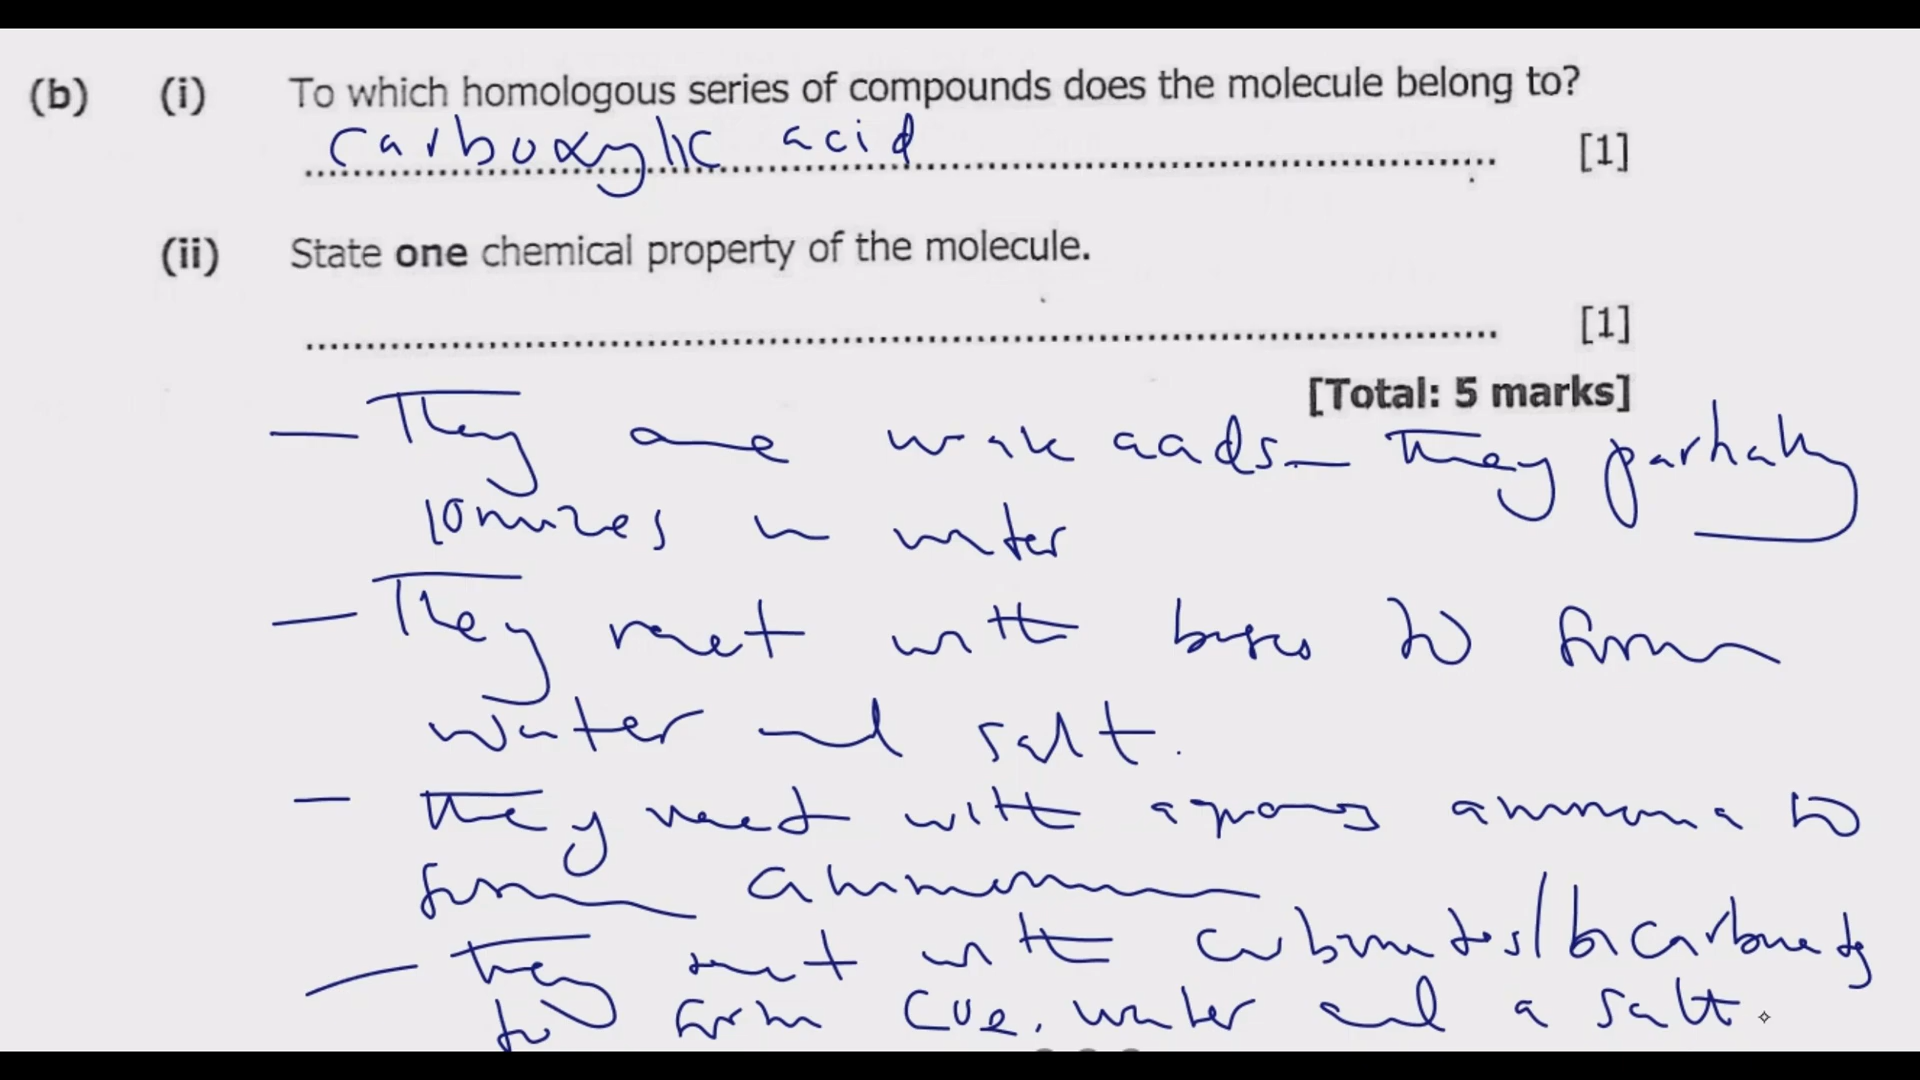 (b) (i) To which homologous series of compounds does the molecule belong to?
Carboxylic acid [1]
(ii) State one chemical property of the molecule.
[1]
[Total: 5 marks]
— They are weak acids — they partially
ionizes in water
— They react with bases to form
water and salt.
— They react with aqueous ammonia to
form
— They react with carbonates/bicarbonates
to form CO2, water and a salt.